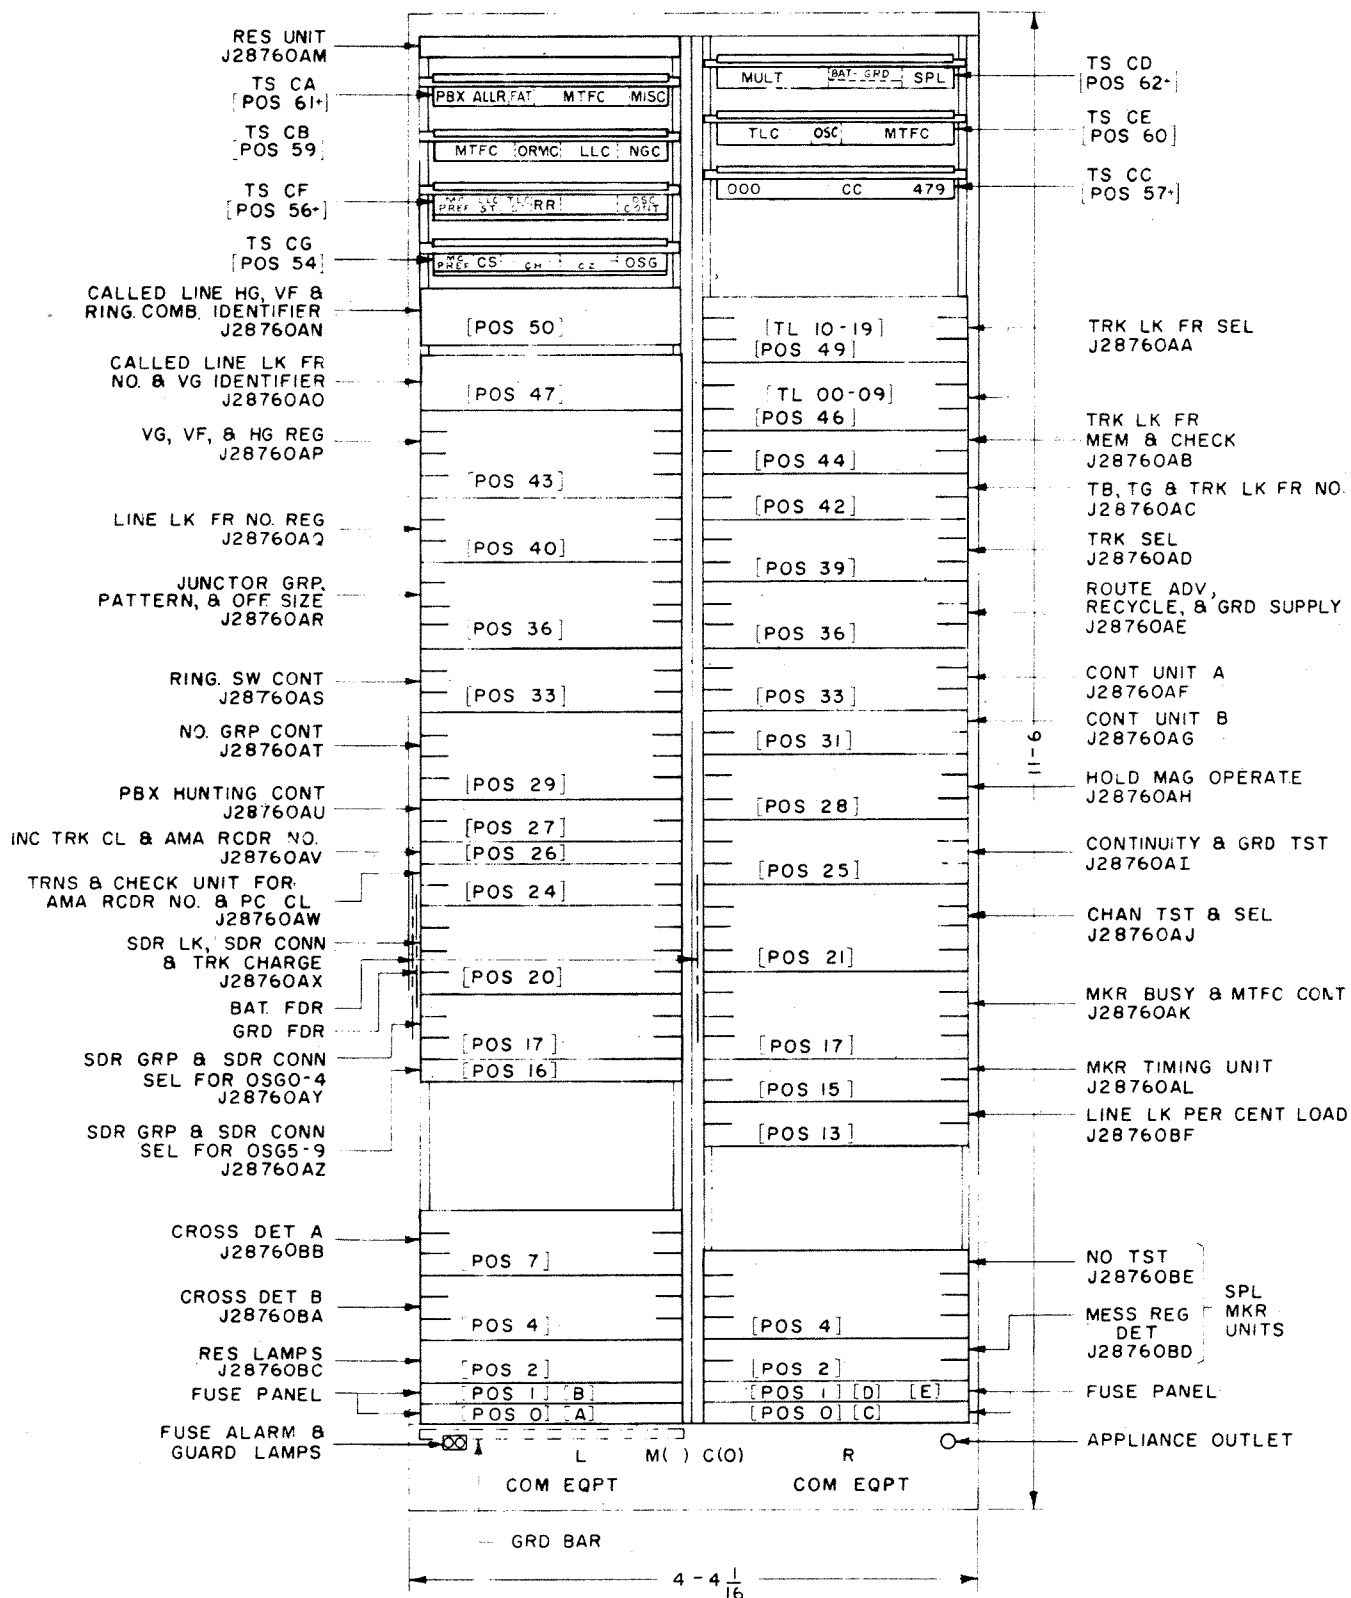 RES UNIT
J28760AM
TS CA
[POS 61+]
TS CB
[POS 59]
TS CF
[POS 56+]
TS CG
[POS 54]
CALLED LINE HG, VF &
RING. COMB. IDENTIFIER
J28760AN
CALLED LINE LK FR
NO. & VG IDENTIFIER
J28760AO
VG, VF, & HG REG
J28760AP
LINE LK FR NO. REG
J28760AQ
JUNCTOR GRP,
PATTERN, & OFF. SIZE
J28760AR
RING. SW CONT
J28760AS
NO. GRP CONT
J28760AT
PBX HUNTING CONT
J28760AU
INC TRK CL & AMA RCDR NO.
J28760AV
TRNS & CHECK UNIT FOR
AMA RCDR NO. & PC CL
J28760AW
SDR LK, SDR CONN
& TRK CHARGE
J28760AX
BAT. FDR
GRD FDR
SDR GRP & SDR CONN
SEL FOR OSG0-4
J28760AY
SDR GRP & SDR CONN
SEL FOR OSG5-9
J28760AZ
CROSS DET A
J28760BB
CROSS DET B
J28760BA
RES LAMPS
J28760BC
FUSE PANEL
FUSE ALARM &
GUARD LAMPS
PBX ALLR FAT MTFC MISC
MTFC ORMC LLC NGC
MC PREF LLC ST TLC RR OSC CONT
MC PREF CS CH CZ OSG
[POS 50]
[POS 47]
[POS 43]
[POS 40]
[POS 36]
[POS 33]
[POS 29]
[POS 27]
[POS 26]
[POS 24]
[POS 20]
[POS 17]
[POS 16]
[POS 7]
[POS 4]
[POS 2]
[POS 1] [B]
[POS 0] [A]
MULT BAT-GRD SPL
TLC OSC MTFC
000 CC 479
[TL 10-19]
[POS 49]
[TL 00-09]
[POS 46]
[POS 44]
[POS 42]
[POS 39]
[POS 36]
[POS 33]
[POS 31]
[POS 28]
[POS 25]
[POS 21]
[POS 17]
[POS 15]
[POS 13]
[POS 4]
[POS 2]
[POS 1] [D] [E]
[POS 0] [C]
TS CD
[POS 62+]
TS CE
[POS 60]
TS CC
[POS 57+]
TRK LK FR SEL
J28760AA
TRK LK FR
MEM & CHECK
J28760AB
TB, TG & TRK LK FR NO.
J28760AC
TRK SEL
J28760AD
ROUTE ADV,
RECYCLE, & GRD SUPPLY
J28760AE
CONT UNIT A
J28760AF
CONT UNIT B
J28760AG
11-6
HOLD MAG OPERATE
J28760AH
CONTINUITY & GRD TST
J28760AI
CHAN TST & SEL
J28760AJ
MKR BUSY & MTFC CONT
J28760AK
MKR TIMING UNIT
J28760AL
LINE LK PER CENT LOAD
J28760BF
NO TST
J28760BE
MESS REG
DET
J28760BD
SPL
MKR
UNITS
FUSE PANEL
APPLIANCE OUTLET
L M( ) C(0) R
COM EQPT COM EQPT
GRD BAR
4-4 1/16